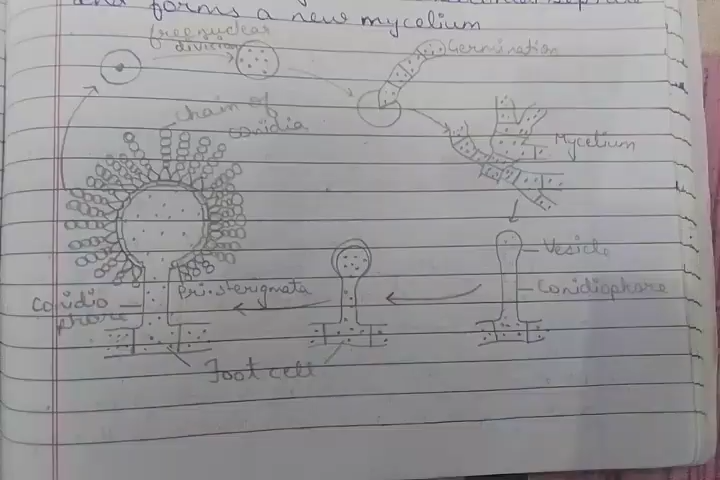 and forms a new mycelium
free nuclear
division
Germination
chain of
conidia
Mycelium
Vesicle
Conidiophore
Pri. sterigmata
Conidio
phore
Foot cell